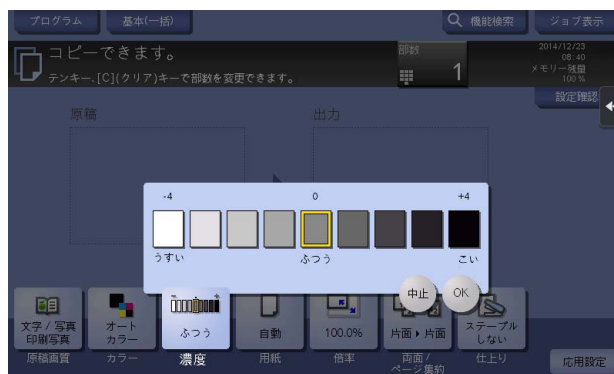 プログラム
基本(一括)
機能検索
ジョブ表示
コピーできます。
テンキー、[C](クリア)キーで部数を変更できます。
部数
1
2014/12/23
08:40
メモリー残量
100 %
設定確認
原稿
出力
-4
0
+4
うすい
ふつう
こい
中止
OK
文字 / 写真
印刷写真
オート
カラー
ふつう
自動
100.0%
片面 ▶ 片面
ステープル
しない
原稿画質
カラー
濃度
用紙
倍率
両面 /
ページ集約
仕上り
応用設定